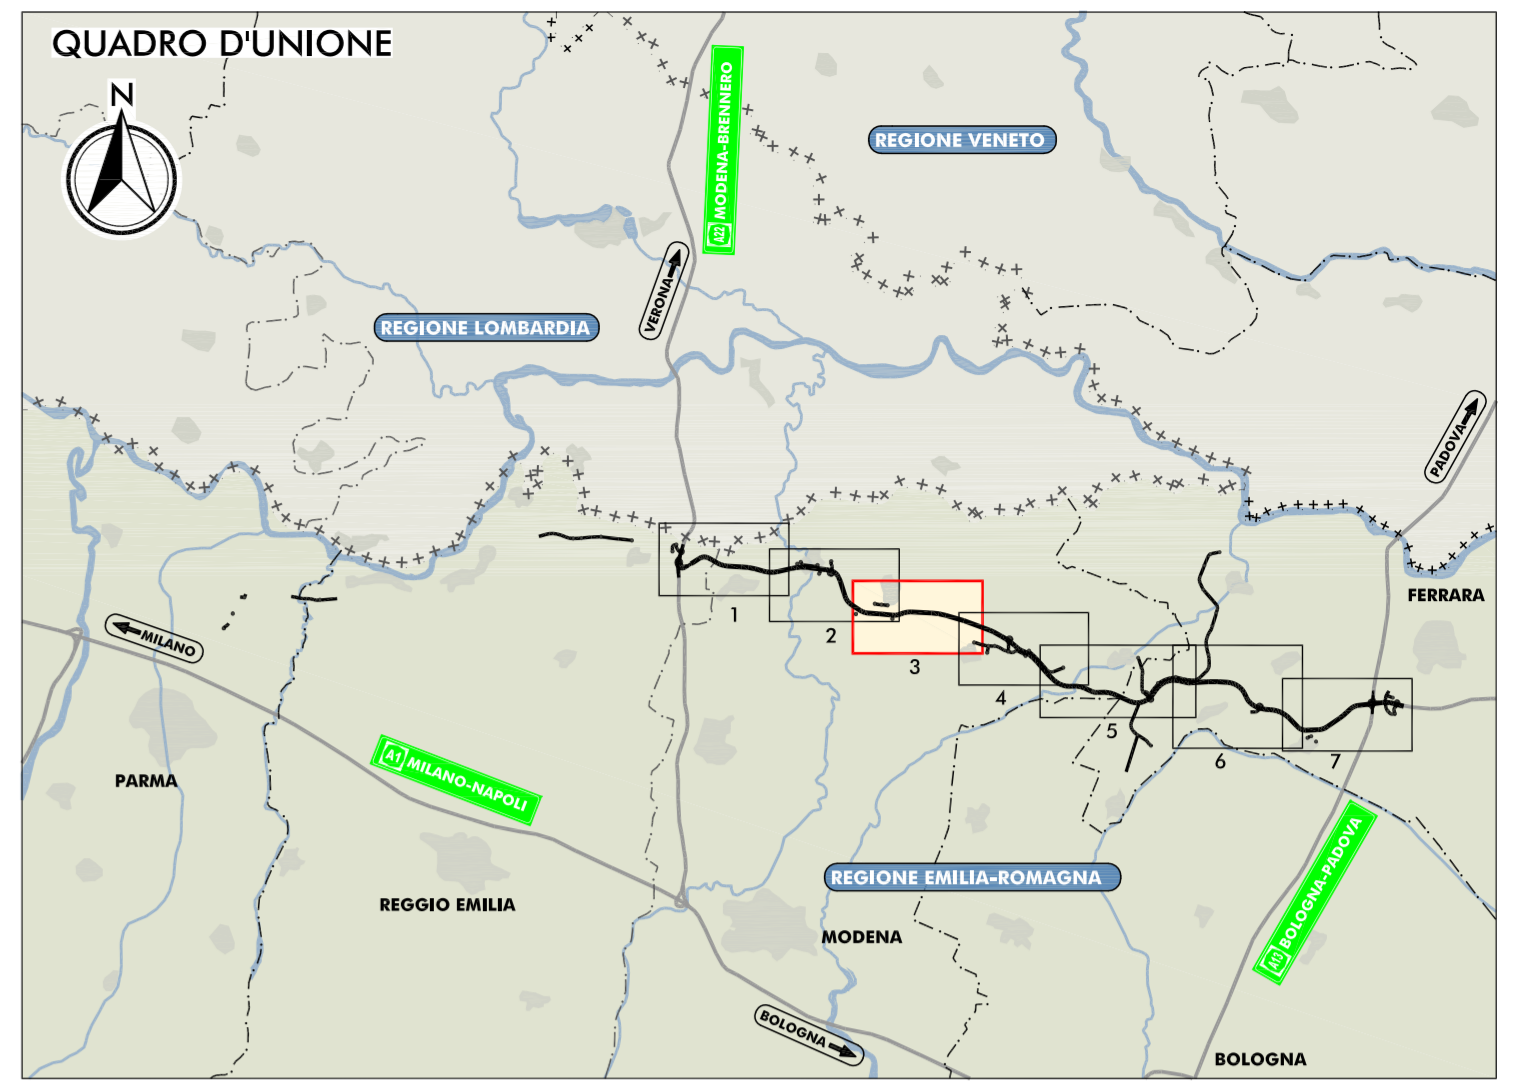 QUADRO D'UNIONE
N
A22 MODENA-BRENNERO
REGIONE VENETO
VERONA
REGIONE LOMBARDIA
PADOVA
FERRARA
MILANO
1
2
3
4
5
6
7
PARMA
A1 MILANO-NAPOLI
REGIONE EMILIA-ROMAGNA
A13 BOLOGNA-PADOVA
REGGIO EMILIA
MODENA
BOLOGNA
BOLOGNA